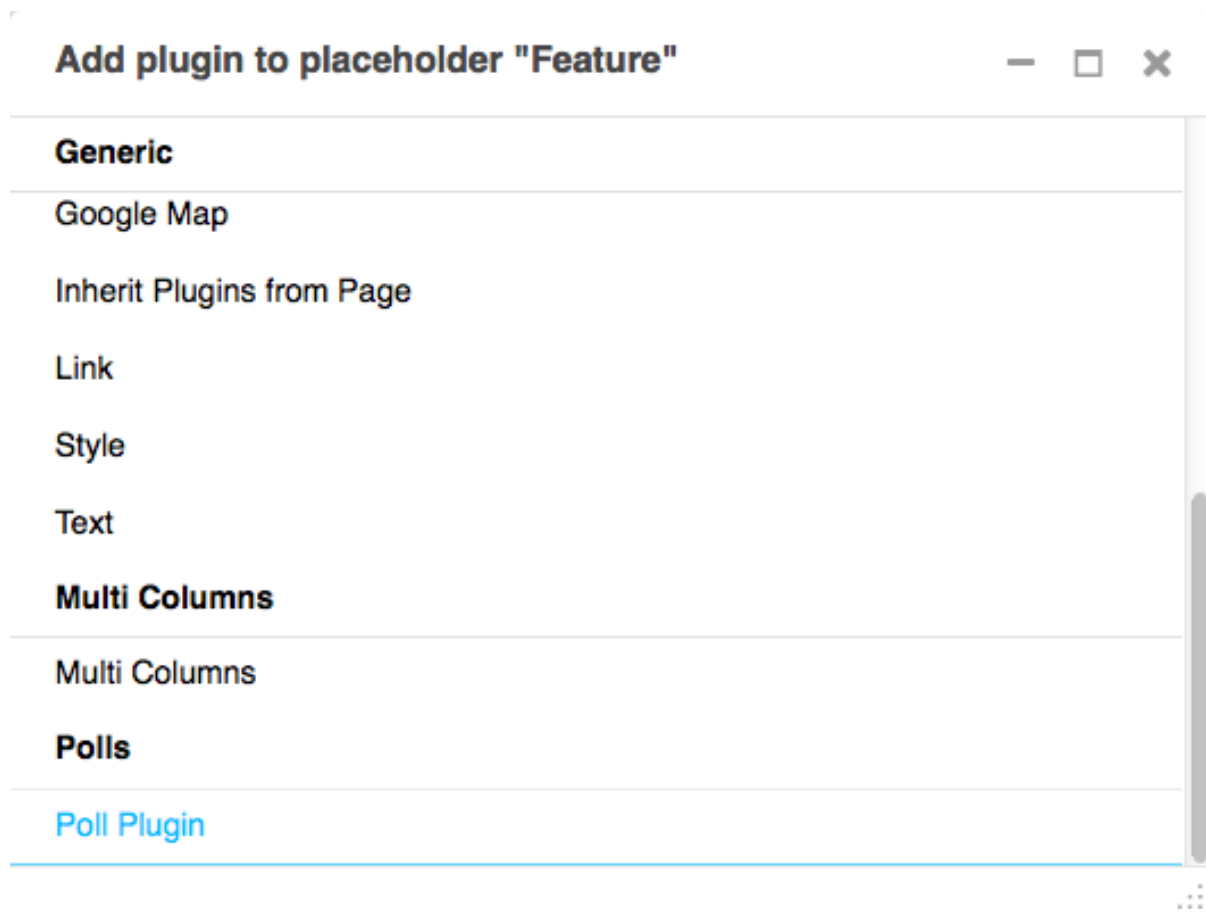 Add plugin to placeholder "Feature"
Generic
Google Map
Inherit Plugins from Page
Link
Style
Text
Multi Columns
Multi Columns
Polls
Poll Plugin